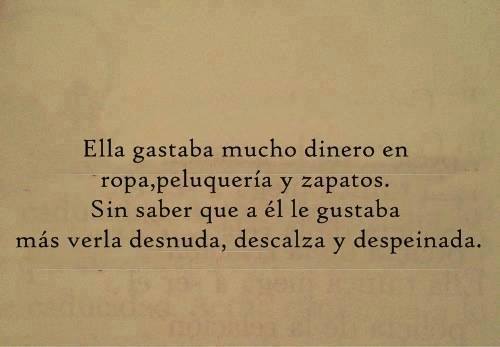 Ella gastaba mucho dinero en
ropa,peluquería y zapatos.
Sin saber que a él le gustaba
más verla desnuda, descalza y despeinada.